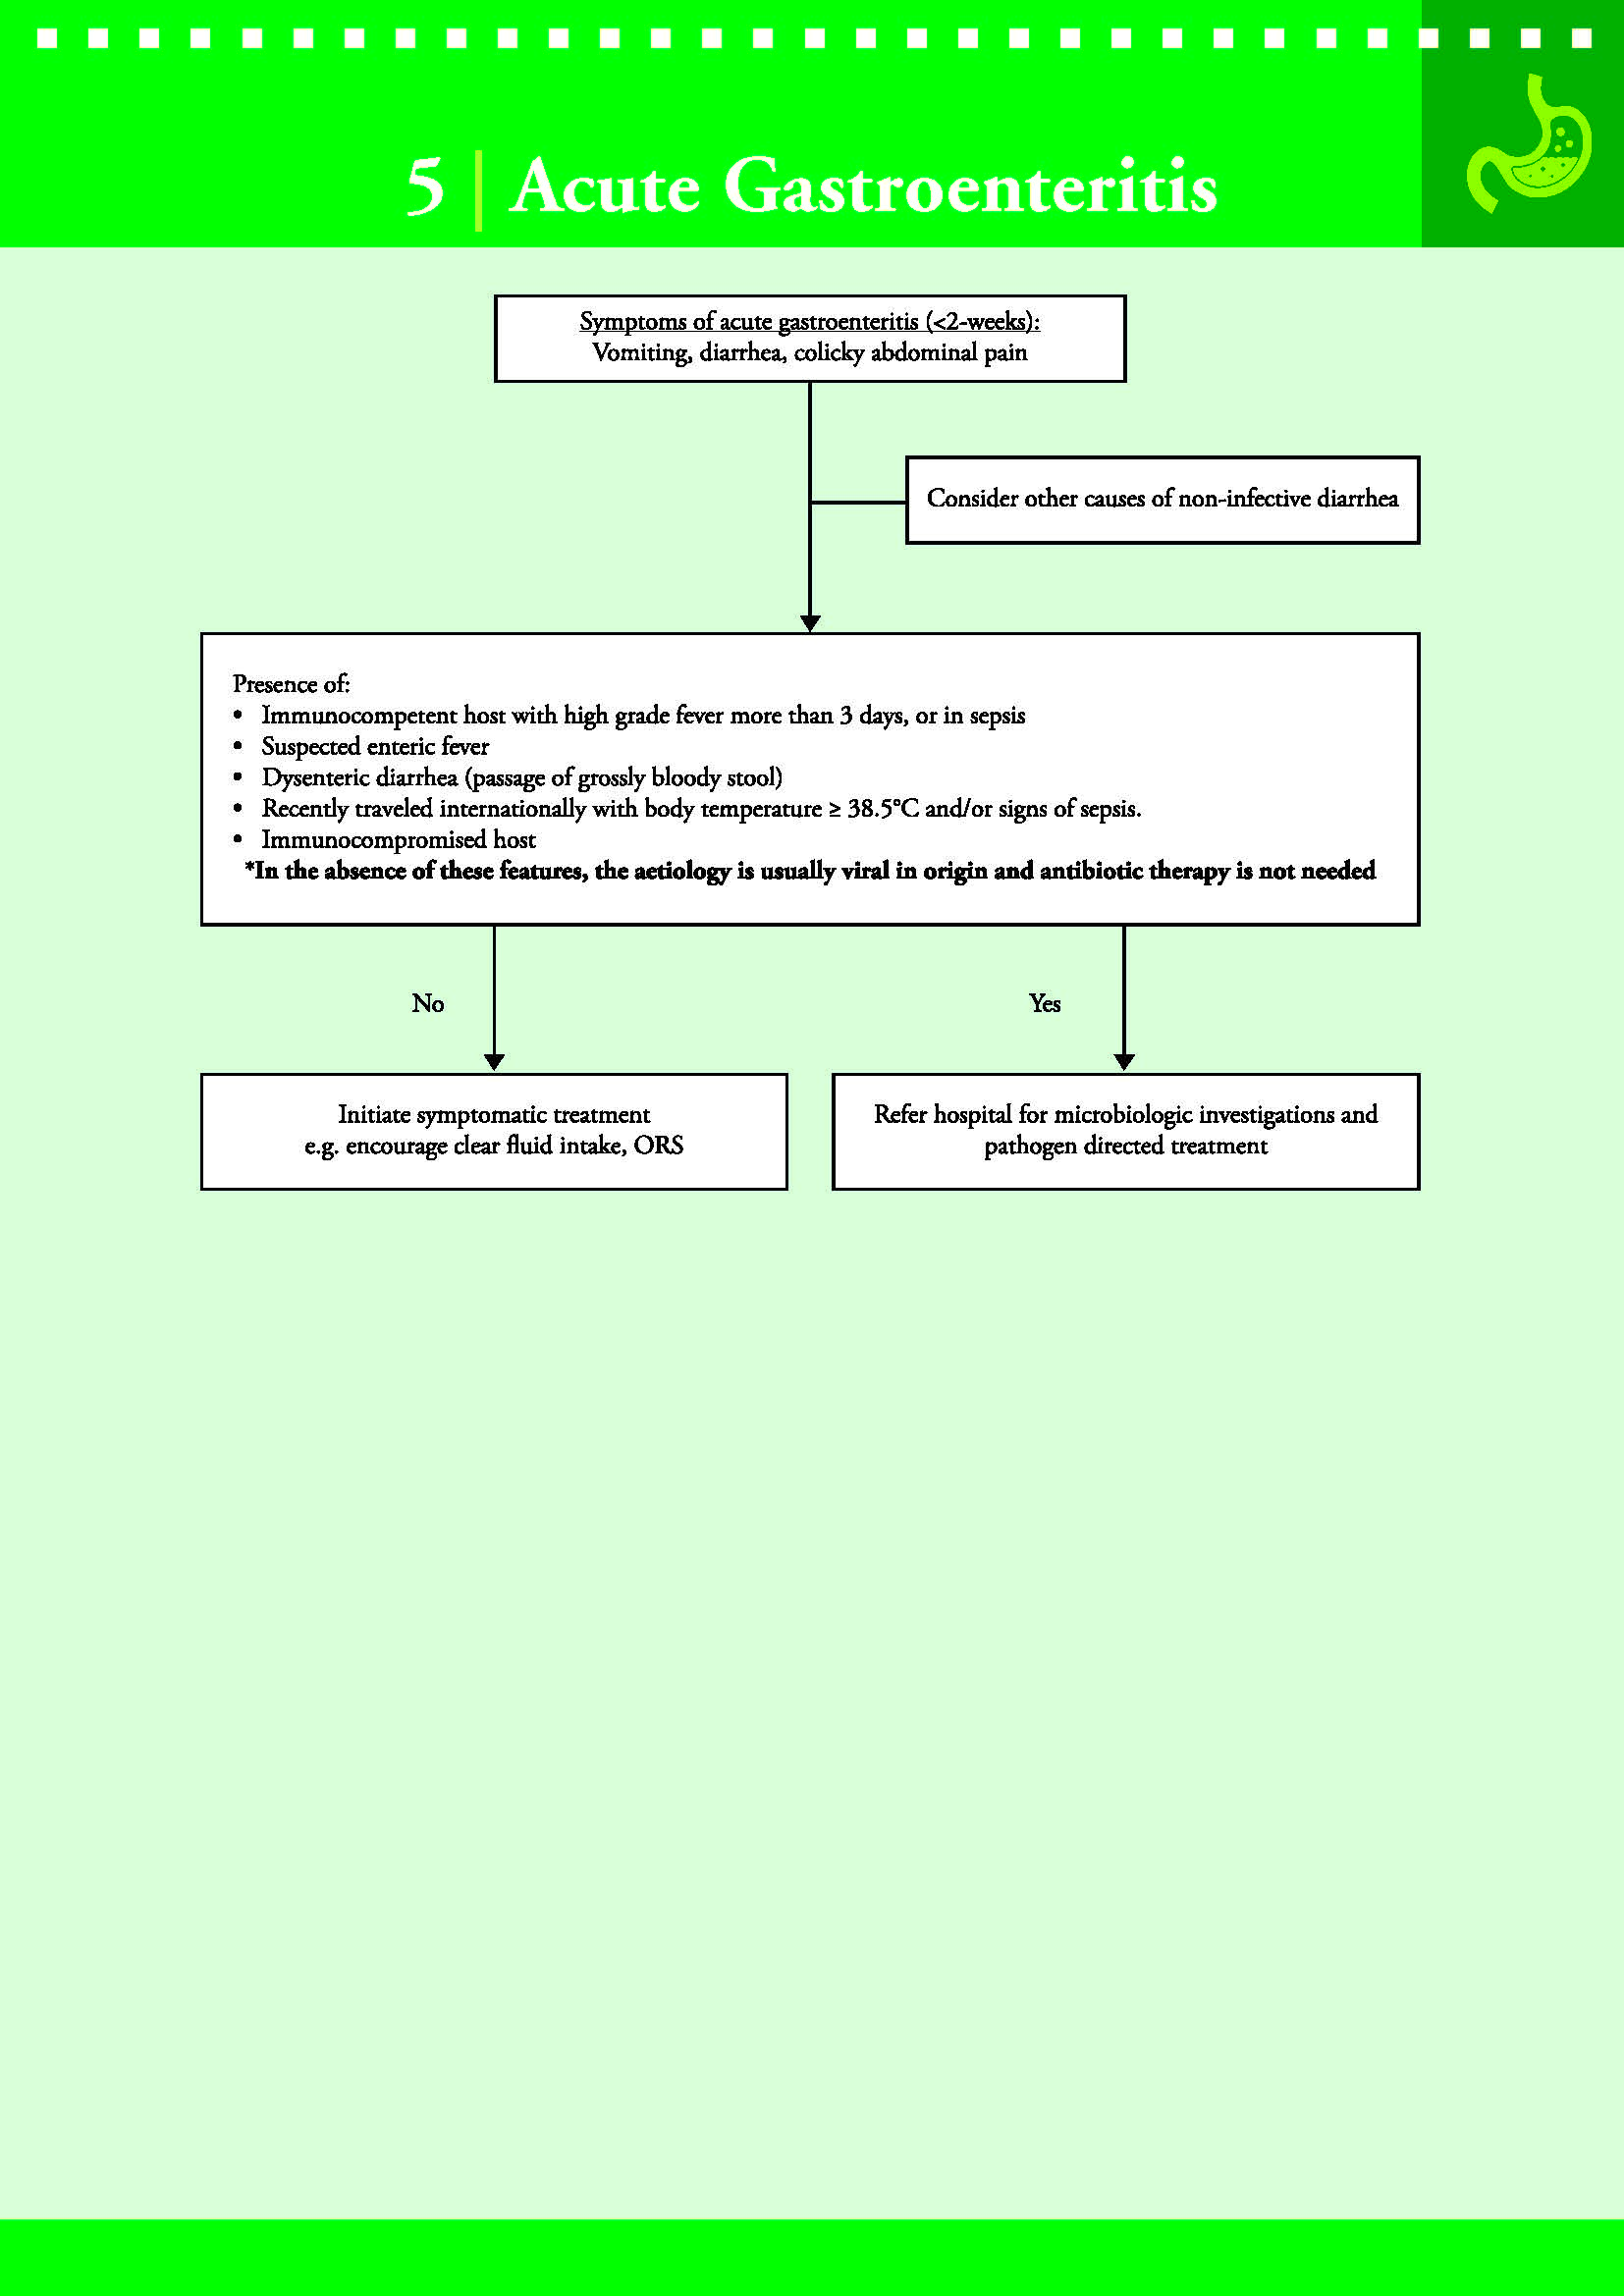 5 | Acute Gastroenteritis
Symptoms of acute gastroenteritis (<2-weeks):
Vomiting, diarrhea, colicky abdominal pain
Consider other causes of non-infective diarrhea
Presence of:
• Immunocompetent host with high grade fever more than 3 days, or in sepsis
• Suspected enteric fever
• Dysenteric diarrhea (passage of grossly bloody stool)
• Recently traveled internationally with body temperature ≥ 38.5°C and/or signs of sepsis.
• Immunocompromised host
*In the absence of these features, the aetiology is usually viral in origin and antibiotic therapy is not needed
No
Yes
Initiate symptomatic treatment
e.g. encourage clear fluid intake, ORS
Refer hospital for microbiologic investigations and
pathogen directed treatment